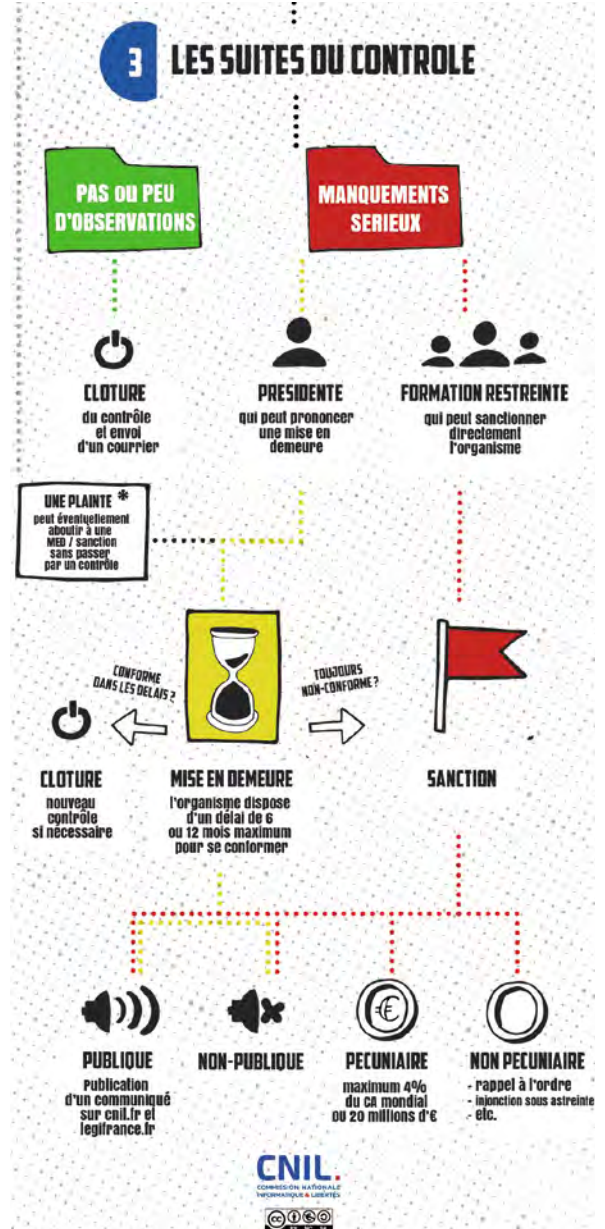 3
LES SUITES DU CONTROLE
PAS OU PEU
D'OBSERVATIONS
MANQUEMENTS
SERIEUX
CLOTURE
du contrôle
et envoi
d'un courrier
PRESIDENTE
qui peut prononcer
une mise en
demeure
FORMATION RESTREINTE
qui peut sanctionner
directement
l'organisme
UNE PLAINTE *
peut éventuellement
aboutir à une
MED / sanction
sans passer
par un contrôle
CONFORME
DANS LES DELAIS ?
TOUJOURS
NON-CONFORME ?
CLOTURE
nouveau
contrôle
si nécessaire
MISE EN DEMEURE
l'organisme dispose
d'un délai de 6
ou 12 mois maximum
pour se conformer
SANCTION
PUBLIQUE
Publication
d'un communiqué
sur cnil.fr et
legifrance.fr
NON-PUBLIQUE
PECUNIAIRE
maximum 4%
du CA mondial
ou 20 millions d'€
NON PECUNIAIRE
- rappel à l'ordre
- injonction sous astreinte
- etc.
CNIL.
COMMISSION NATIONALE
INFORMATIQUE & LIBERTÉS